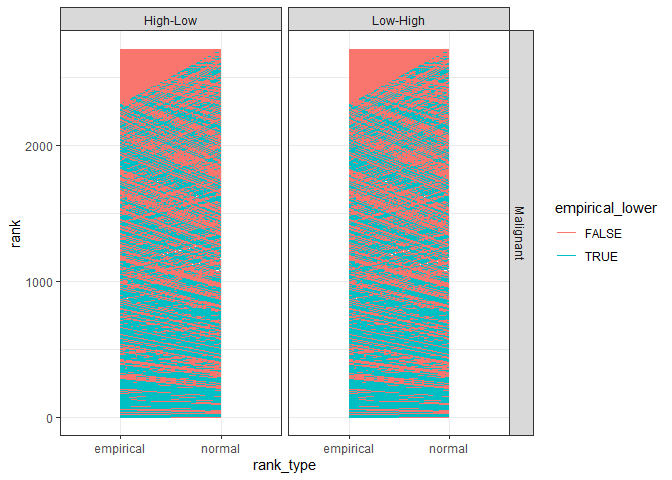 High-Low
Low-High
Malignant
rank
2000
1000
0
empirical
normal
empirical
normal
rank_type
empirical_lower
FALSE
TRUE